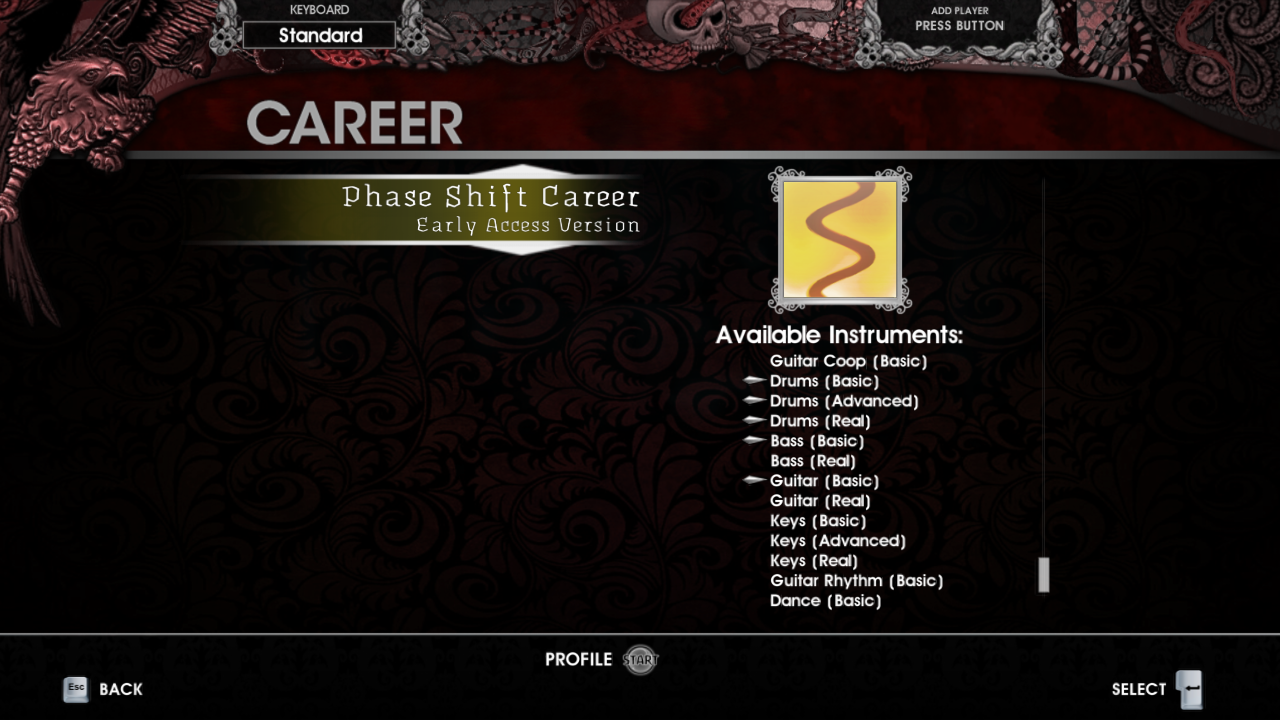 KEYBOARD
Standard
ADD PLAYER
PRESS BUTTON
CAREER
Phase Shift Career
Early Access Version
Available Instruments:
Guitar Coop (Basic)
Drums (Basic)
Drums (Advanced)
Drums (Real)
Bass (Basic)
Bass (Real)
Guitar (Basic)
Guitar (Real)
Keys (Basic)
Keys (Advanced)
Keys (Real)
Guitar Rhythm (Basic)
Dance (Basic)
PROFILE START
Esc BACK
SELECT